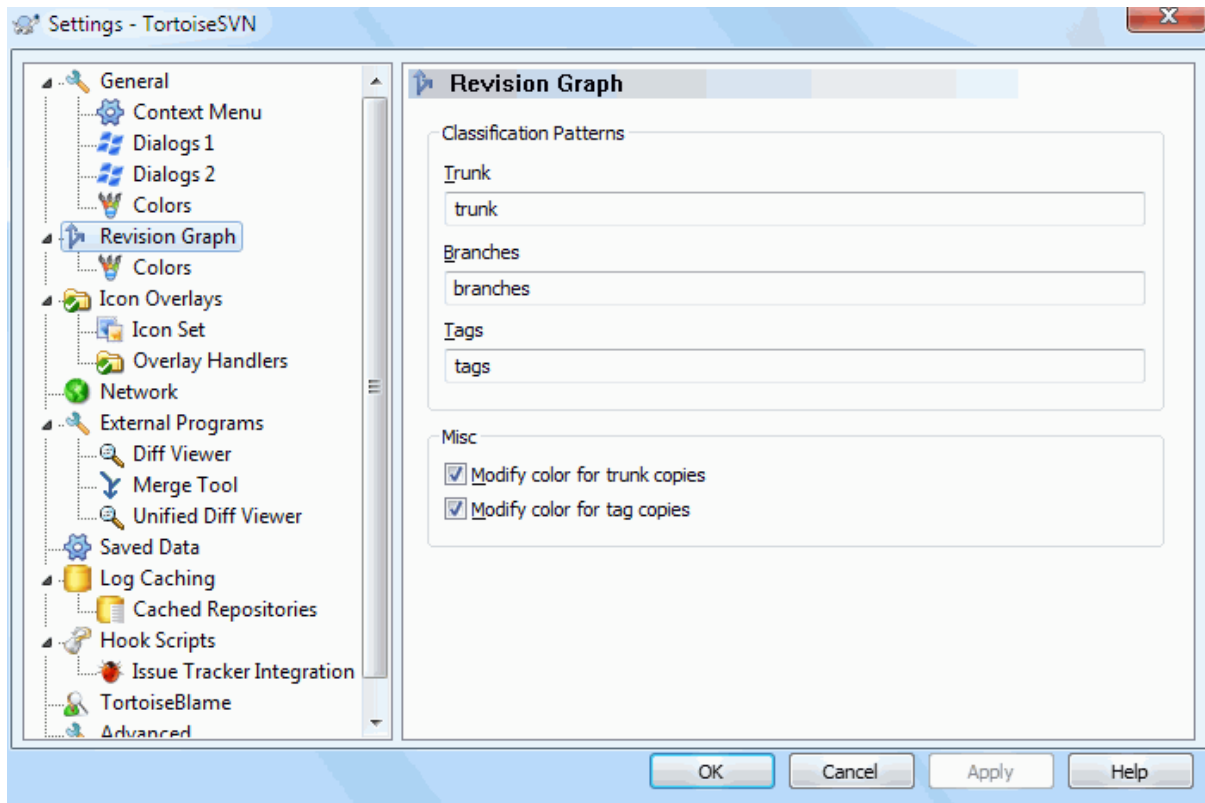 Settings - TortoiseSVN
General
Context Menu
Dialogs 1
Dialogs 2
Colors
Revision Graph
Colors
Icon Overlays
Icon Set
Overlay Handlers
Network
External Programs
Diff Viewer
Merge Tool
Unified Diff Viewer
Saved Data
Log Caching
Cached Repositories
Hook Scripts
Issue Tracker Integration
TortoiseBlame
Advanced
Revision Graph
Classification Patterns
Trunk
trunk
Branches
branches
Tags
tags
Misc
Modify color for trunk copies
Modify color for tag copies
OK
Cancel
Apply
Help